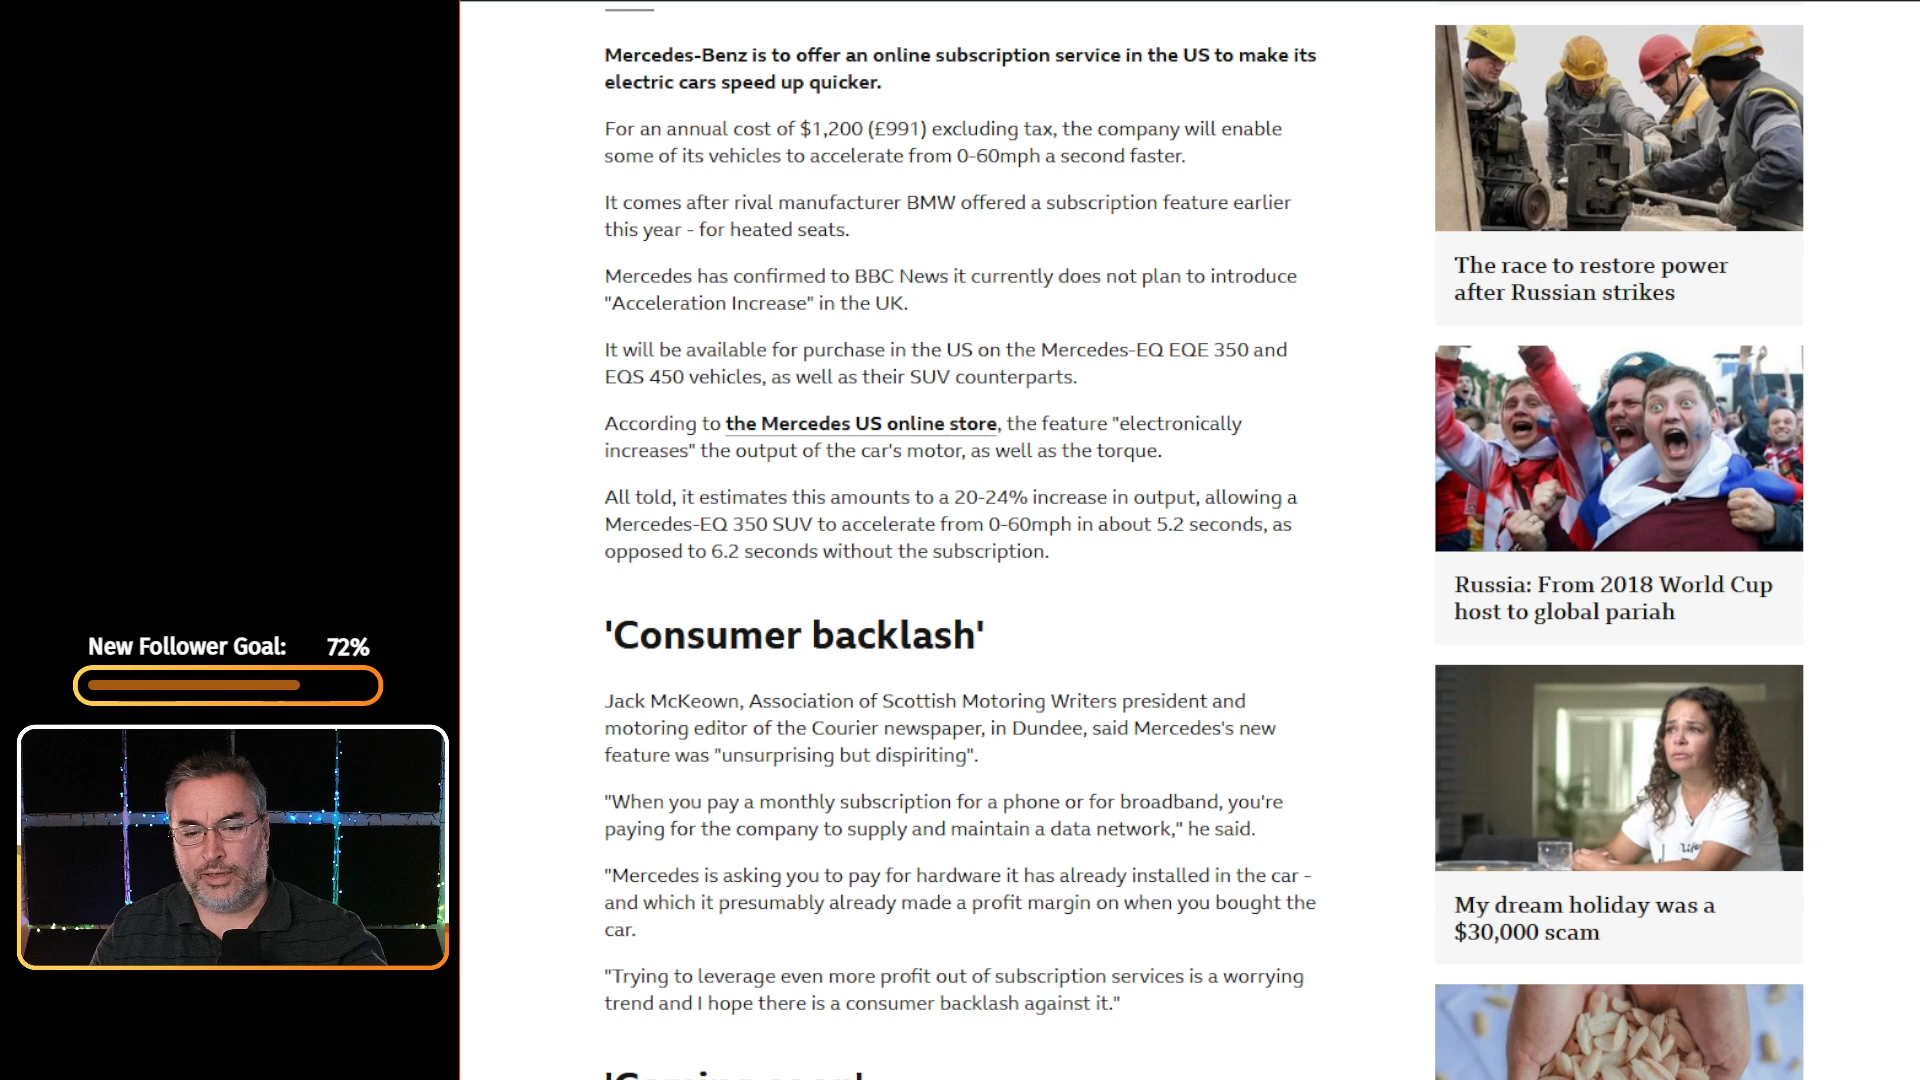 Mercedes-Benz is to offer an online subscription service in the US to make its
electric cars speed up quicker.
For an annual cost of $1,200 (£991) excluding tax, the company will enable
some of its vehicles to accelerate from 0-60mph a second faster.
It comes after rival manufacturer BMW offered a subscription feature earlier
this year - for heated seats.
Mercedes has confirmed to BBC News it currently does not plan to introduce
"Acceleration Increase" in the UK.
It will be available for purchase in the US on the Mercedes-EQ EQE 350 and
EQS 450 vehicles, as well as their SUV counterparts.
According to the Mercedes US online store, the feature "electronically
increases" the output of the car's motor, as well as the torque.
All told, it estimates this amounts to a 20-24% increase in output, allowing a
Mercedes-EQ 350 SUV to accelerate from 0-60mph in about 5.2 seconds, as
opposed to 6.2 seconds without the subscription.
'Consumer backlash'
Jack McKeown, Association of Scottish Motoring Writers president and
motoring editor of the Courier newspaper, in Dundee, said Mercedes's new
feature was "unsurprising but dispiriting".
"When you pay a monthly subscription for a phone or for broadband, you're
paying for the company to supply and maintain a data network," he said.
"Mercedes is asking you to pay for hardware it has already installed in the car -
and which it presumably already made a profit margin on when you bought the
car.
"Trying to leverage even more profit out of subscription services is a worrying
trend and I hope there is a consumer backlash against it."
The race to restore power
after Russian strikes
Russia: From 2018 World Cup
host to global pariah
My dream holiday was a
$30,000 scam
New Follower Goal: 72%